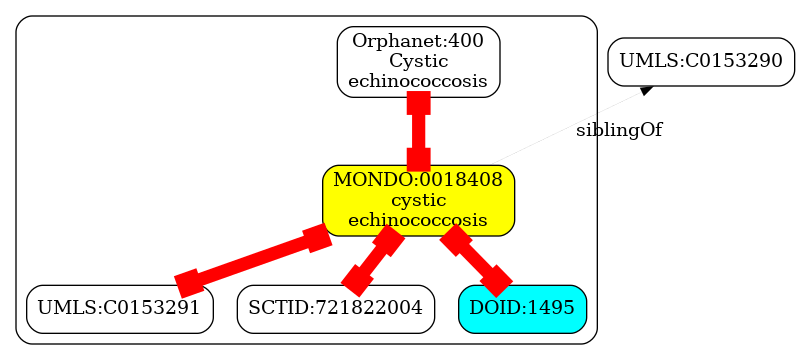 Orphanet:400
Cystic
echinococcosis
UMLS:C0153290
siblingOf
MONDO:0018408
cystic
echinococcosis
UMLS:C0153291
SCTID:721822004
DOID:1495